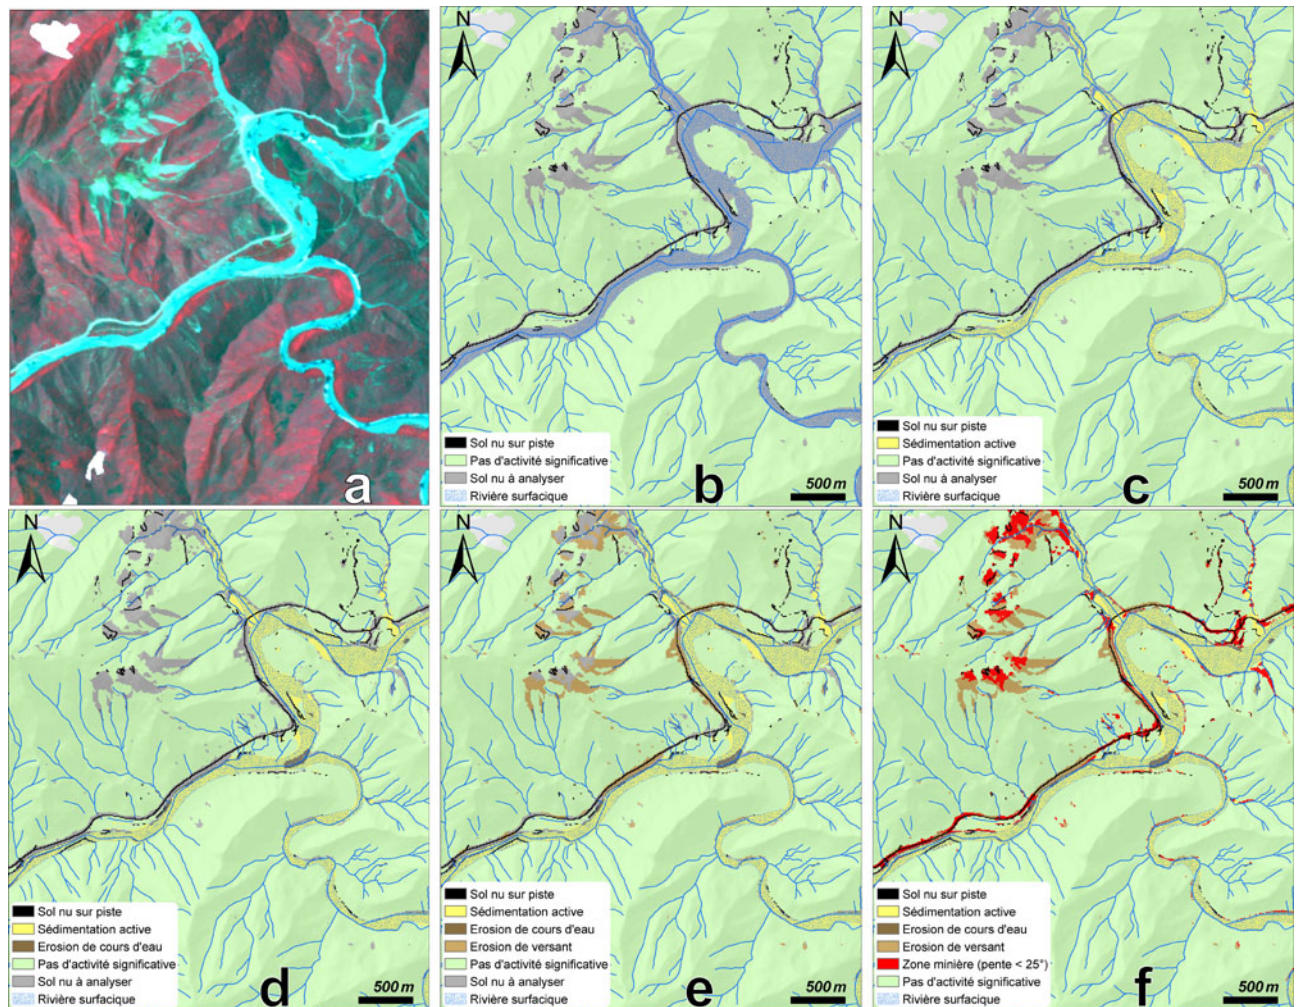 a
N
Sol nu sur piste
Pas d'activité significative
Sol nu à analyser
Rivière surfacique
b
500 m
N
Sol nu sur piste
Sédimentation active
Pas d'activité significative
Sol nu à analyser
Rivière surfacique
c
500 m
N
Sol nu sur piste
Sédimentation active
Erosion de cours d'eau
Pas d'activité significative
Sol nu à analyser
Rivière surfacique
d
500 m
N
Sol nu sur piste
Sédimentation active
Erosion de cours d'eau
Erosion de versant
Pas d'activité significative
Sol nu à analyser
Rivière surfacique
e
500 m
N
Sol nu sur piste
Sédimentation active
Erosion de cours d'eau
Erosion de versant
Zone minière (pente < 25°)
Pas d'activité significative
Rivière surfacique
f
500 m